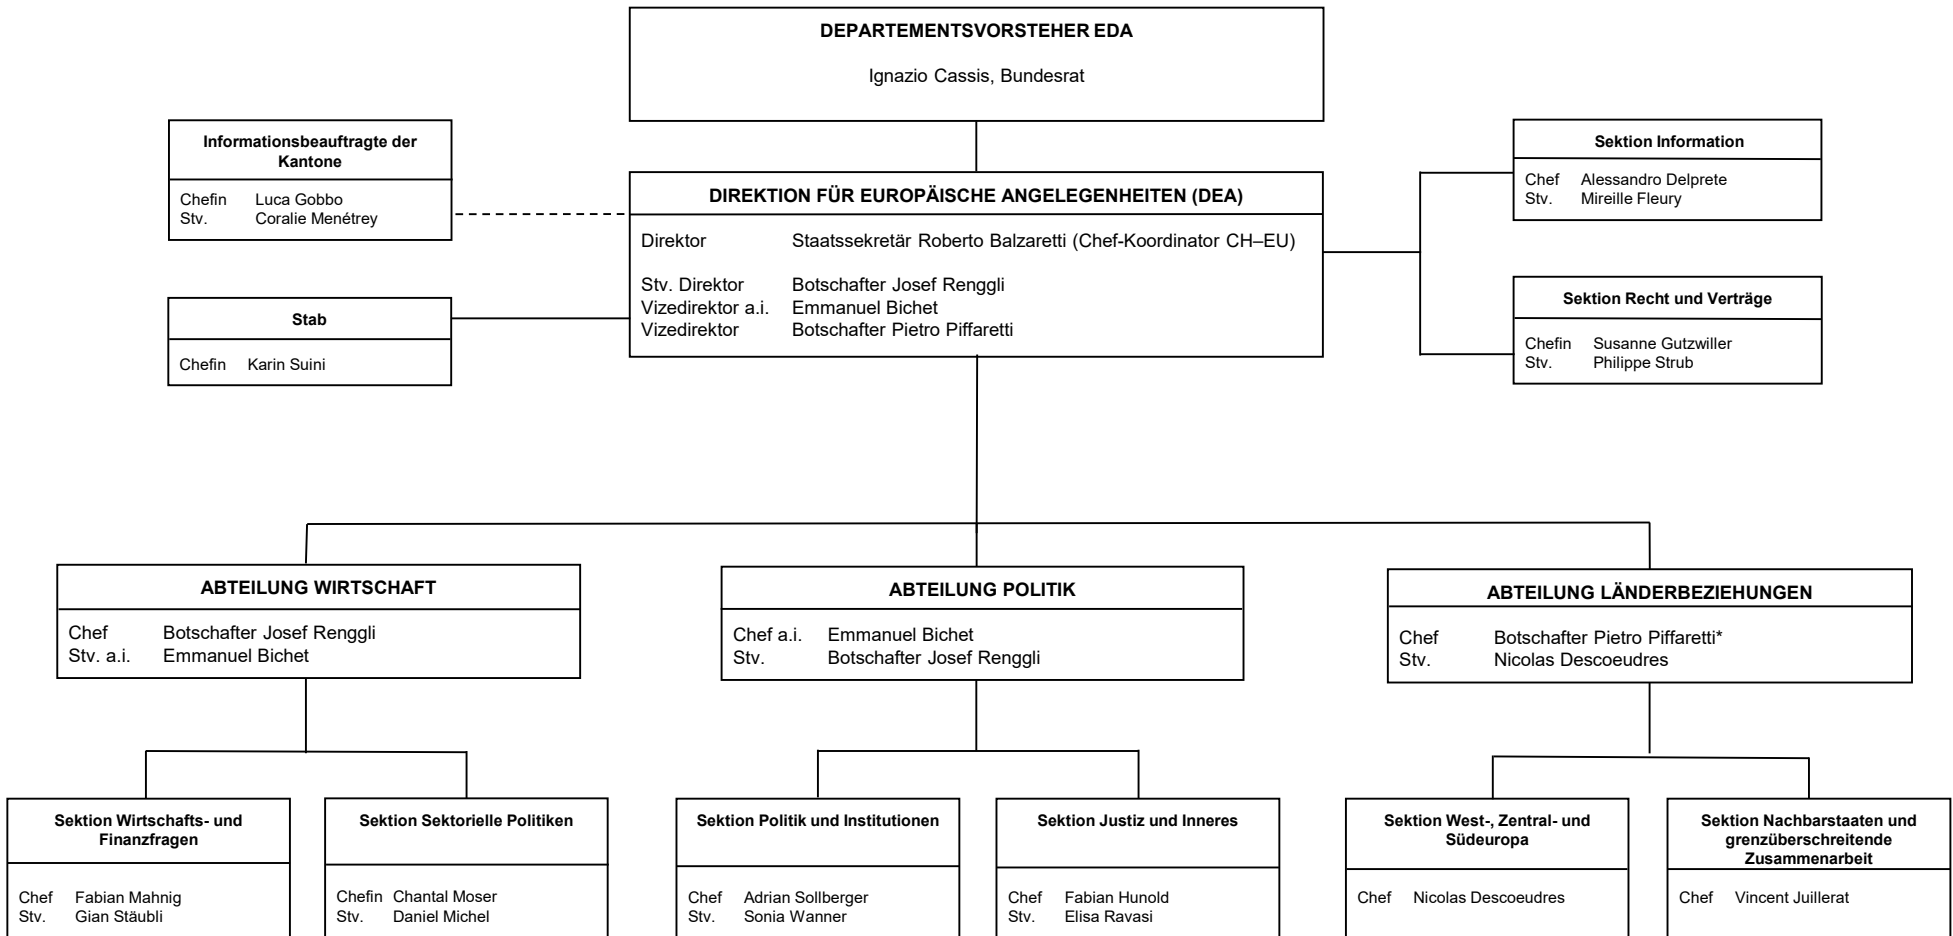 DEPARTEMENTSVORSTEHER EDA
Ignazio Cassis, Bundesrat
Informationsbeauftragte der
Kantone
Chefin Luca Gobbo
Stv. Coralie Menétrey
DIREKTION FÜR EUROPÄISCHE ANGELEGENHEITEN (DEA)
Direktor Staatssekretär Roberto Balzaretti (Chef-Koordinator CH–EU)
Stv. Direktor Botschafter Josef Renggli
Vizedirektor a.i. Emmanuel Bichet
Vizedirektor Botschafter Pietro Piffaretti
Sektion Information
Chef Alessandro Delprete
Stv. Mireille Fleury
Stab
Chefin Karin Suini
Sektion Recht und Verträge
Chefin Susanne Gutzwiller
Stv. Philippe Strub
ABTEILUNG WIRTSCHAFT
Chef Botschafter Josef Renggli
Stv. a.i. Emmanuel Bichet
ABTEILUNG POLITIK
Chef a.i. Emmanuel Bichet
Stv. Botschafter Josef Renggli
ABTEILUNG LÄNDERBEZIEHUNGEN
Chef Botschafter Pietro Piffaretti*
Stv. Nicolas Descoeudres
Sektion Wirtschafts- und
Finanzfragen
Chef Fabian Mahnig
Stv. Gian Stäubli
Sektion Sektorielle Politiken
Chefin Chantal Moser
Stv. Daniel Michel
Sektion Politik und Institutionen
Chef Adrian Sollberger
Stv. Sonia Wanner
Sektion Justiz und Inneres
Chef Fabian Hunold
Stv. Elisa Ravasi
Sektion West-, Zentral- und
Südeuropa
Chef Nicolas Descoeudres
Sektion Nachbarstaaten und
grenzüberschreitende
Zusammenarbeit
Chef Vincent Juillerat